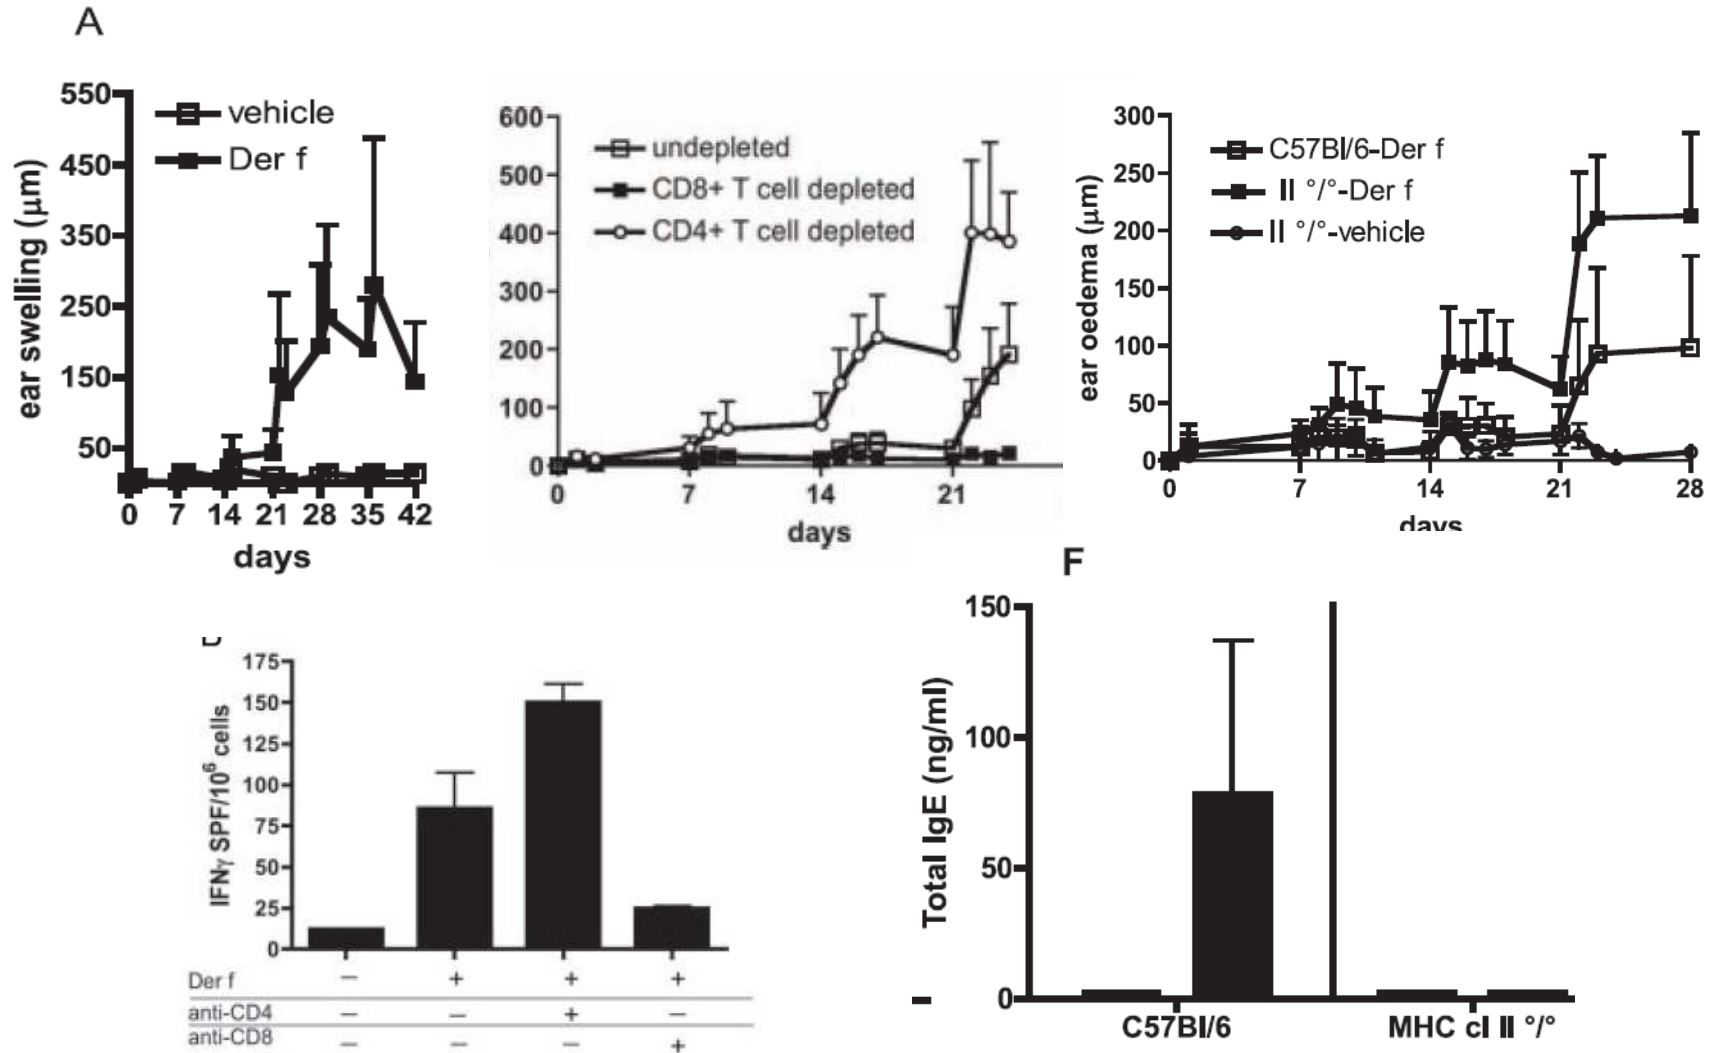 A
550
450
350
250
150
50
ear swelling (μm)
vehicle
Der f
0 7 14 21 28 35 42
days
600
500
400
300
200
100
0
undepleted
CD8+ T cell depleted
CD4+ T cell depleted
0 7 14 21
days
300
250
200
150
100
50
0
ear oedema (μm)
C57Bl/6-Der f
II °/°-Der f
II °/°-vehicle
0 7 14 21 28
days
175
150
125
100
75
50
25
0
IFNγ SPF/10⁶ cells
Der f − + + +
anti-CD4 − − + −
anti-CD8 − − − +
F
150
100
50
0
Total IgE (ng/ml)
C57Bl/6 MHC cl II °/°